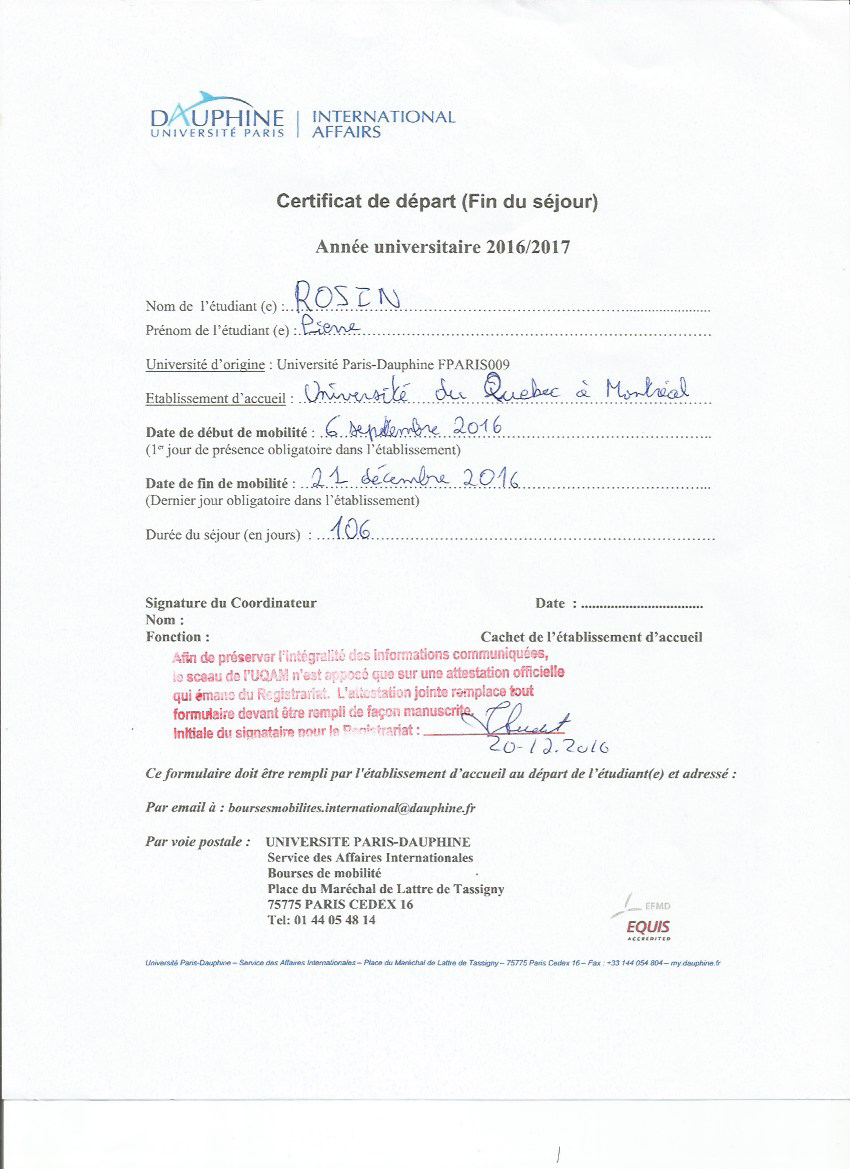 DAUPHINE
UNIVERSITÉ PARIS
INTERNATIONAL
AFFAIRS
Certificat de départ (Fin du séjour)
Année universitaire 2016/2017
Nom de l'étudiant (e) : ROSIN
Prénom de l'étudiant (e) : Pierre
Université d'origine : Université Paris-Dauphine FPARIS009
Etablissement d'accueil : Université du Quebec à Montréal
Date de début de mobilité : 6 septembre 2016
(1er jour de présence obligatoire dans l'établissement)
Date de fin de mobilité : 21 décembre 2016
(Dernier jour obligatoire dans l'établissement)
Durée du séjour (en jours) : 106
Signature du Coordinateur Date : ................................
Nom :
Fonction : Cachet de l'établissement d'accueil
Afin de préserver l'intégralité des informations communiquées,
le sceau de l'UQAM n'est apposé que sur une attestation officielle
qui émane du Registrariat. L'attestation jointe remplace tout
formulaire devant être rempli de façon manuscrite.
Initiale du signataire pour le Registrariat :
20-12.2016
Ce formulaire doit être rempli par l'établissement d'accueil au départ de l'étudiant(e) et adressé :
Par email à : boursesmobilites.international@dauphine.fr
Par voie postale : UNIVERSITE PARIS-DAUPHINE
Service des Affaires Internationales
Bourses de mobilité
Place du Maréchal de Lattre de Tassigny
75775 PARIS CEDEX 16
Tel: 01 44 05 48 14
EFMD
EQUIS
ACCREDITED
Université Paris-Dauphine – Service des Affaires Internationales – Place du Maréchal de Lattre de Tassigny – 75775 Paris Cedex 16 – Fax : +33 144 054 804 – my.dauphine.fr